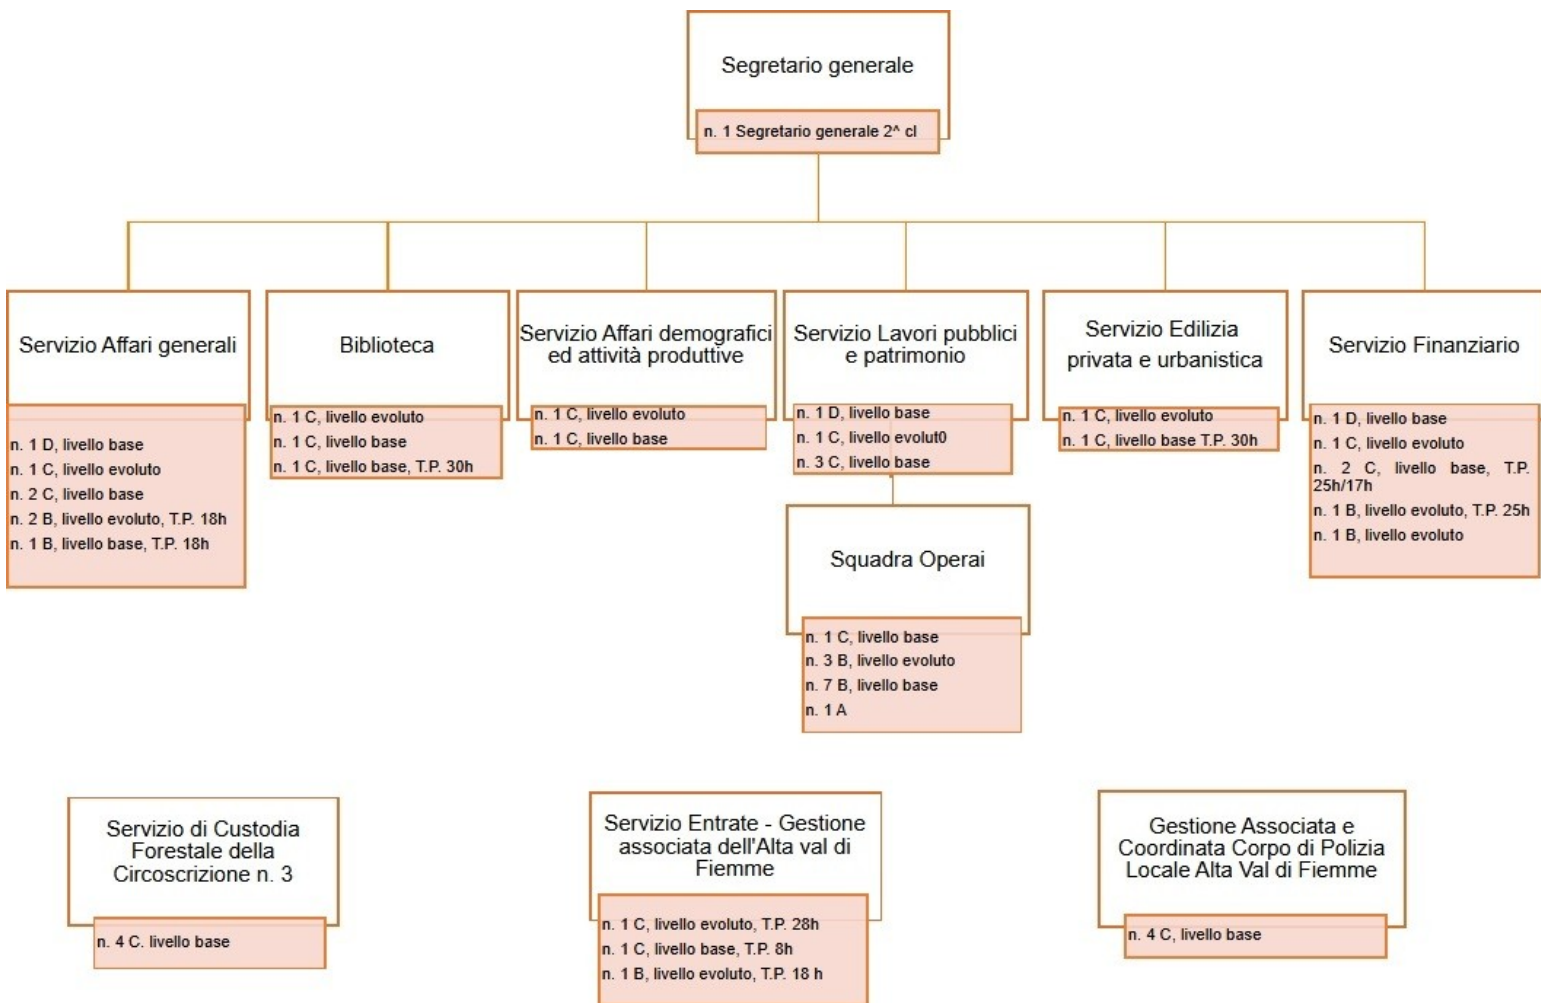 Segretario generale
n. 1 Segretario generale 2^ cl
Servizio Affari generali
n. 1 D, livello base
n. 1 C, livello evoluto
n. 2 C, livello base
n. 2 B, livello evoluto, T.P. 18h
n. 1 B, livello base, T.P. 18h
Biblioteca
n. 1 C, livello evoluto
n. 1 C, livello base
n. 1 C, livello base, T.P. 30h
Servizio Affari demografici
ed attività produttive
n. 1 C, livello evoluto
n. 1 C, livello base
Servizio Lavori pubblici
e patrimonio
n. 1 D, livello base
n. 1 C, livello evolut0
n. 3 C, livello base
Squadra Operai
n. 1 C, livello base
n. 3 B, livello evoluto
n. 7 B, livello base
n. 1 A
Servizio Edilizia
privata e urbanistica
n. 1 C, livello evoluto
n. 1 C, livello base T.P. 30h
Servizio Finanziario
n. 1 D, livello base
n. 1 C, livello evoluto
n. 2 C, livello base, T.P.
25h/17h
n. 1 B, livello evoluto, T.P. 25h
n. 1 B, livello evoluto
Servizio di Custodia
Forestale della
Circoscrizione n. 3
n. 4 C. livello base
Servizio Entrate - Gestione
associata dell'Alta val di
Fiemme
n. 1 C, livello evoluto, T.P. 28h
n. 1 C, livello base, T.P. 8h
n. 1 B, livello evoluto, T.P. 18 h
Gestione Associata e
Coordinata Corpo di Polizia
Locale Alta Val di Fiemme
n. 4 C, livello base